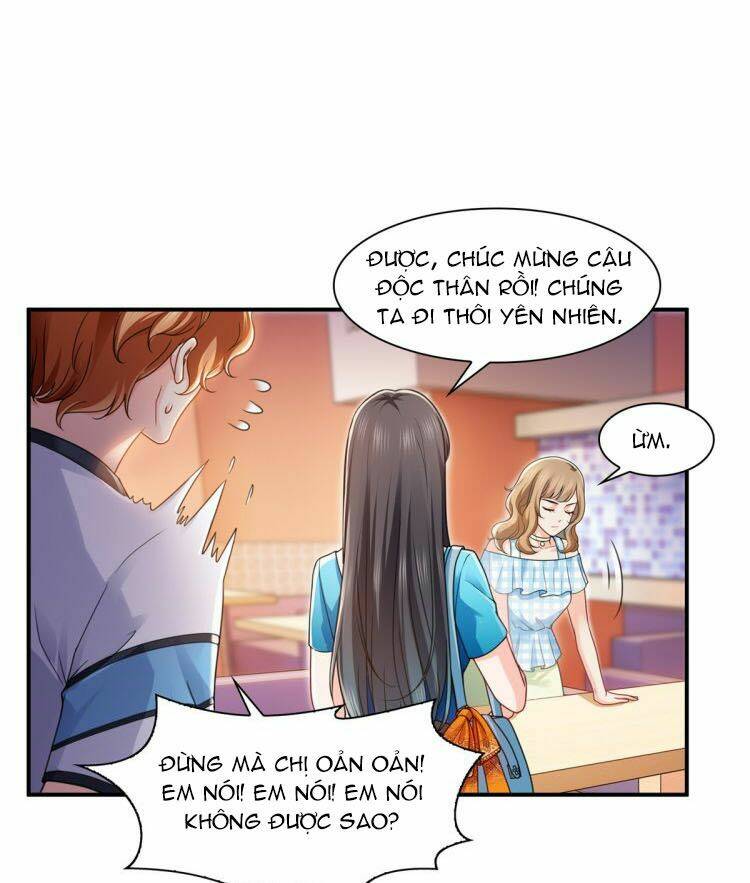 ĐƯỢC, CHÚC MỪNG CẬU
ĐỘC THÂN RỒI! CHÚNG
TA ĐI THÔI YÊN NHIÊN.
ỪM.
ĐỪNG MÀ CHỊ OẢN OẢN!
EM NÓI! EM NÓI! EM NÓI
KHÔNG ĐƯỢC SAO?